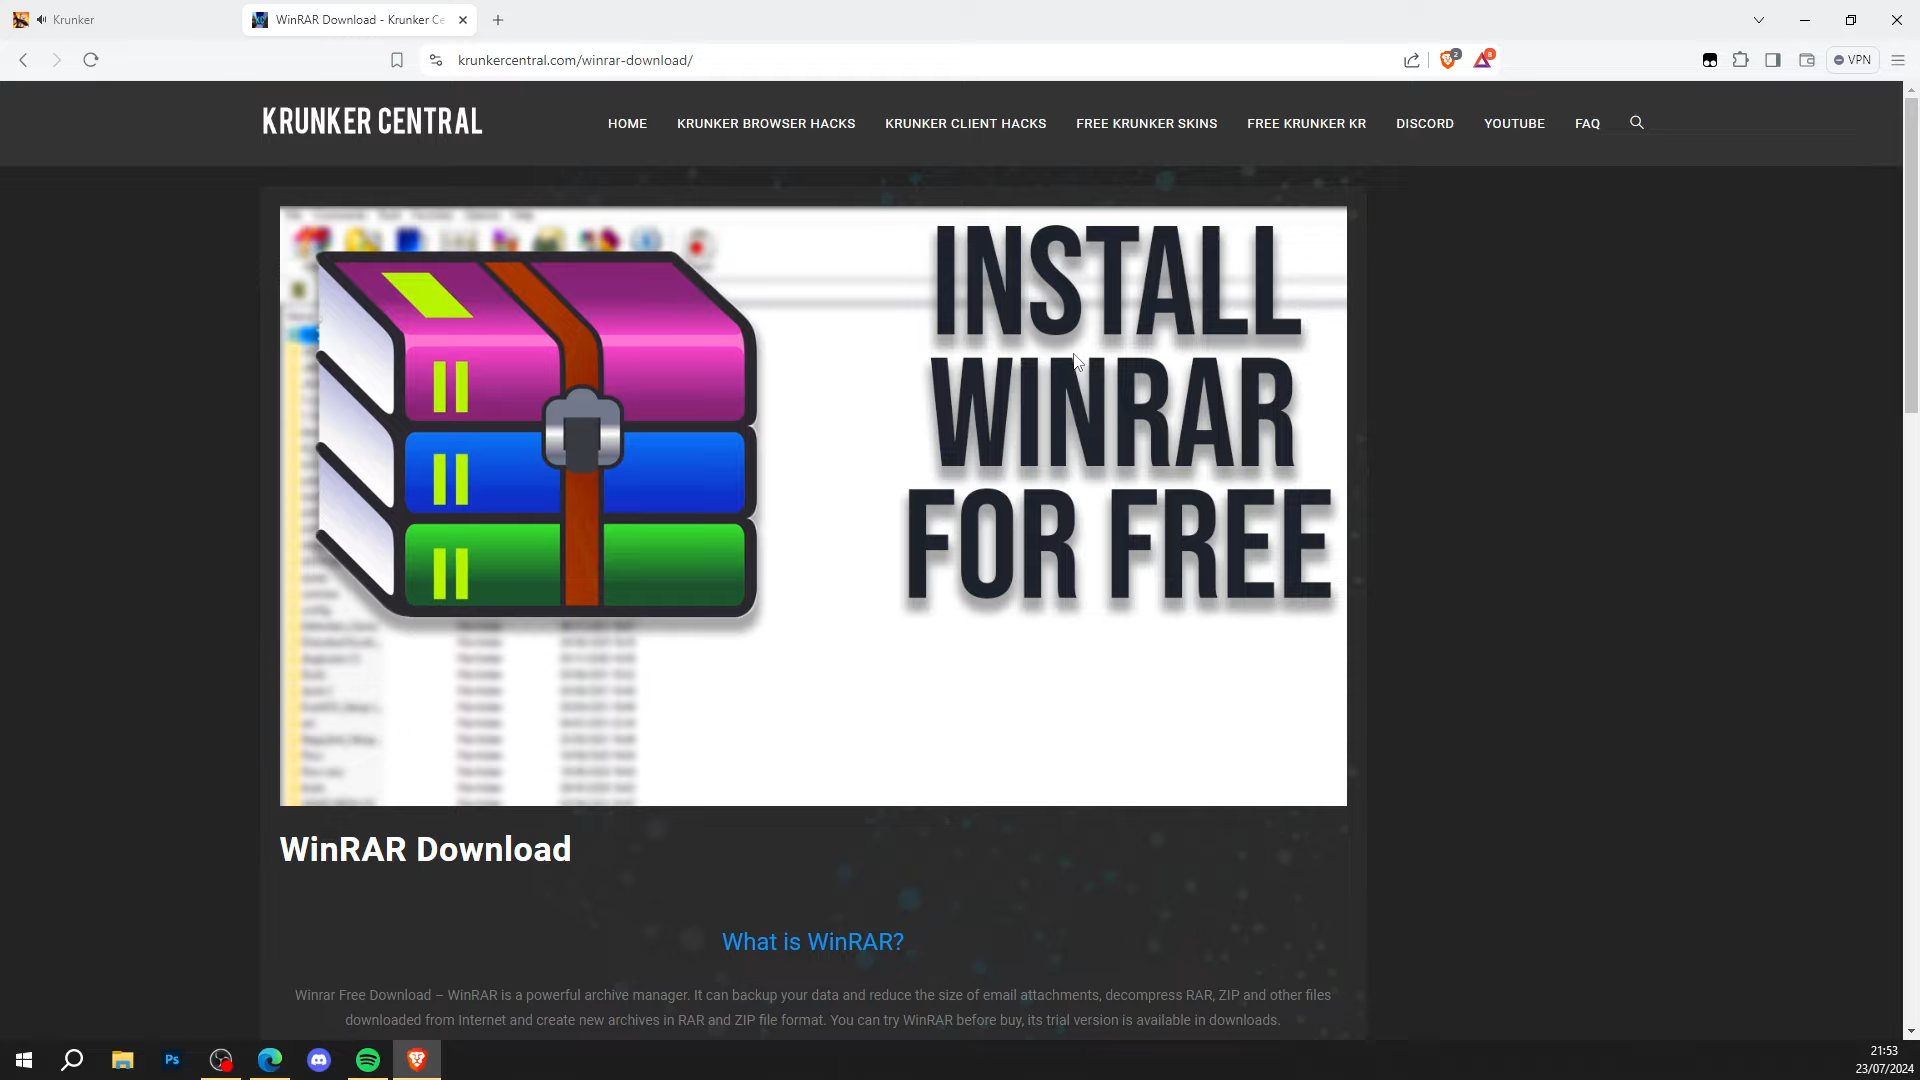 Krunker
WinRAR Download - Krunker Ce
krunkercentral.com/winrar-download/
2
8
VPN
KRUNKER CENTRAL
HOME
KRUNKER BROWSER HACKS
KRUNKER CLIENT HACKS
FREE KRUNKER SKINS
FREE KRUNKER KR
DISCORD
YOUTUBE
FAQ
INSTALL
WINRAR
FOR FREE
WinRAR Download
What is WinRAR?
Winrar Free Download – WinRAR is a powerful archive manager. It can backup your data and reduce the size of email attachments, decompress RAR, ZIP and other files
downloaded from Internet and create new archives in RAR and ZIP file format. You can try WinRAR before buy, its trial version is available in downloads.
Ps
21:53
23/07/2024